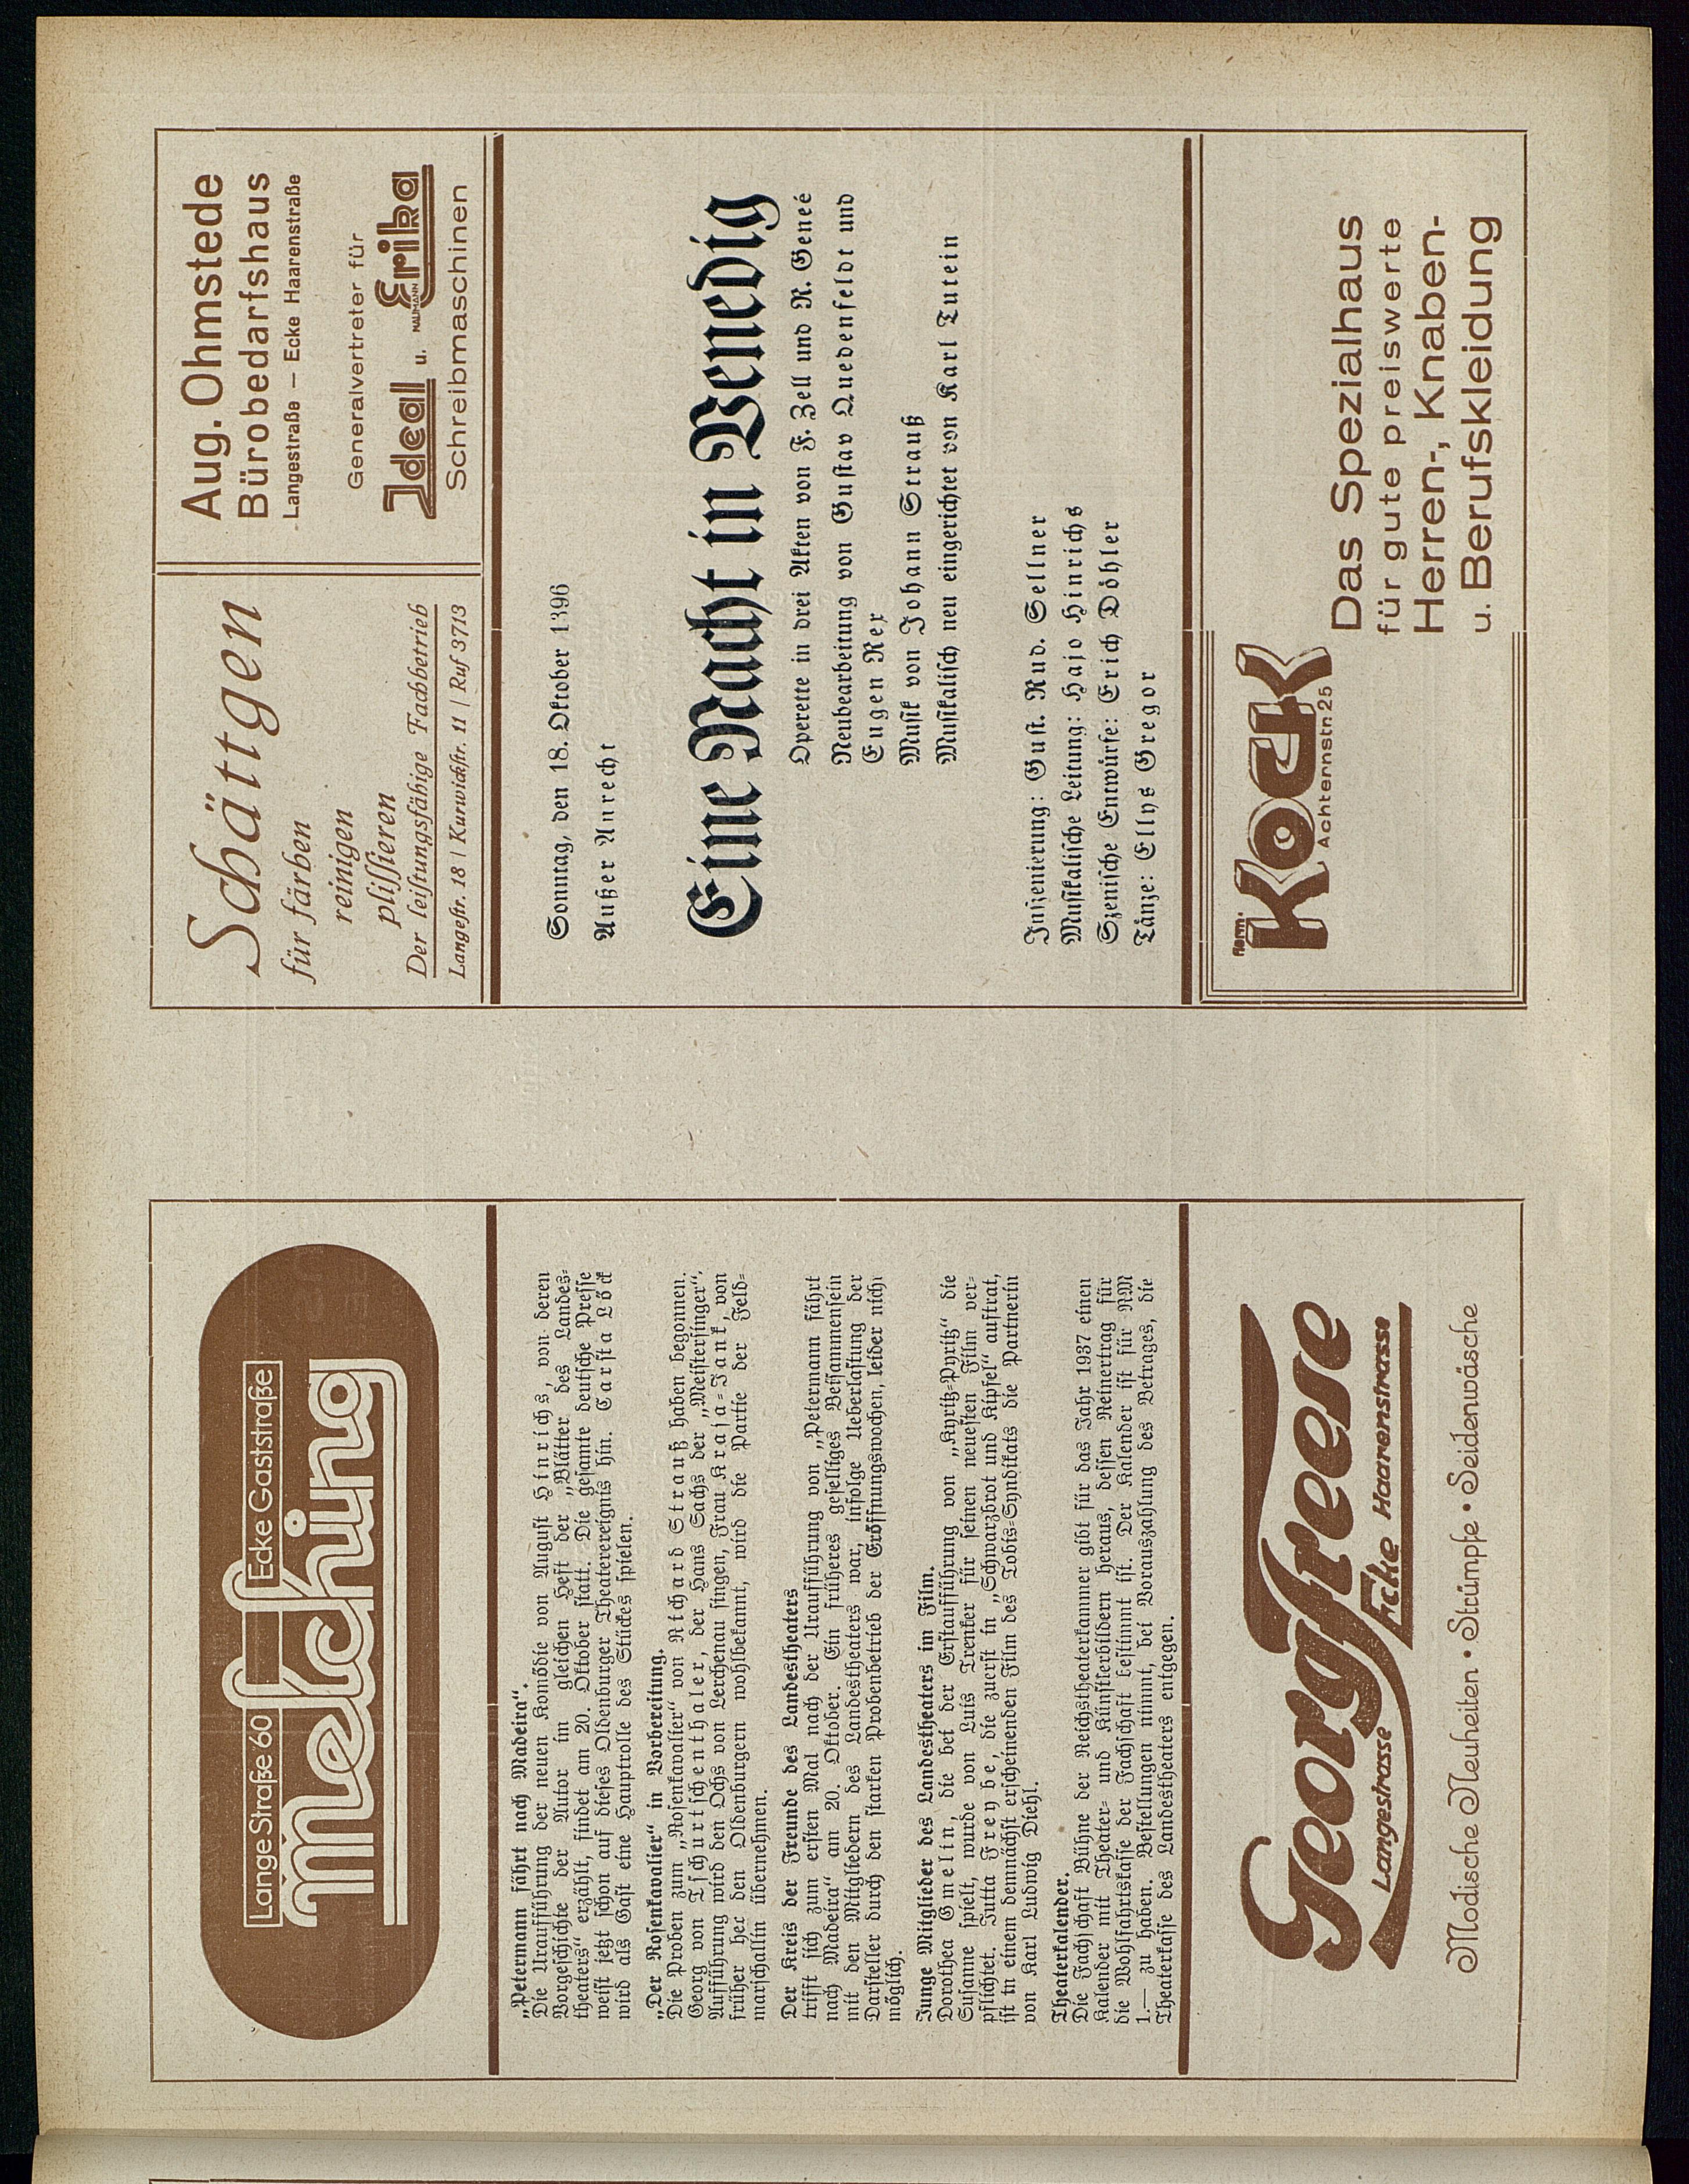 Lange Straße 60
Ecke Gaststraße
Melching
„Petermann fährt nach Madeira“.
Die Uraufführung der neuen Komödie von August Hinrichs, von deren
Vorgeschichte der Autor im gleichen Heft der „Blätter des Landes-
theaters“ erzählt, findet am 20. Oktober statt. Die gesamte deutsche Presse
weist jetzt schon auf dieses Oldenburger Theaterereignis hin. Carsta Löck
wird als Gast eine Hauptrolle des Stückes spielen.
„Der Rosenkavalier“ in Vorbereitung.
Die Proben zum „Rosenkavalier“ von Richard Strauß haben begonnen.
Georg von Tschurtschenthaler, der Hans Sachs der „Meistersinger“,
Aufführung wird den Ochs von Lerchenau singen, Frau Kraja-Jank, von
früher her den Oldenburgern wohlbekannt, wird die Partie der Feld-
marschallin übernehmen.
Der Kreis der Freunde des Landestheaters
trifft sich zum ersten Mal nach der Uraufführung von „Petermann fährt
nach Madeira“ am 20. Oktober. Ein früheres geselliges Beisammensein
mit den Mitgliedern des Landestheaters war, infolge Ueberlastung der
Darsteller durch den starken Probenbetrieb der Eröffnungswochen, leider nicht
möglich.
Junge Mitglieder des Landestheaters im Film.
Dorothea Gmelin, die bei der Erstaufführung von „Kyritz-Pyritz“ die
Susanne spielt, wurde von Luis Trenker für seinen neuesten Film ver-
pflichtet. Jutta Freybe, die zuerst in „Schwarzbrot und Kipfel“ auftrat,
ist in einem demnächst erscheinenden Film des Tobis-Syndikats die Partnerin
von Karl Ludwig Diehl.
Theaterkalender.
Die Fachschaft Bühne der Reichstheaterkammer gibt für das Jahr 1937 einen
Kalender mit Theater- und Künstlerbildern heraus, dessen Reinertrag für
die Wohlfahrtskasse der Fachschaft bestimmt ist. Der Kalender ist für RM
1.— zu haben. Bestellungen nimmt, bei Vorauszahlung des Betrages, die
Theaterkasse des Landestheaters entgegen.
Georg Freese
Langestrasse Ecke Haarenstrasse
Modische Neuheiten • Strümpfe • Seidenwäsche
Schättgen
für färben
reinigen
plissieren
Der leistungsfähige Fachbetrieb
Langestr. 18 | Kurwickstr. 11 | Ruf 3713
Aug. Ohmstede
Bürobedarfshaus
Langestraße – Ecke Haarenstraße
Generalvertreter für
Ideal u. NAUMANN Erika
Schreibmaschinen
Sonntag, den 18. Oktober 1396
Außer Anrecht
Eine Nacht in Venedig
Operette in drei Akten von F. Zell und R. Geneé
Neubearbeitung von Gustav Quedenfeldt und
Eugen Rex
Musik von Johann Strauß
Musikalisch neu eingerichtet von Karl Tutein
Inszenierung: Gust. Rud. Sellner
Musikalische Leitung: Hajo Hinrichs
Szenische Entwürfe: Erich Döhler
Tänze: Ellys Gregor
Herm.
Koch
Achternstr. 25
Das Spezialhaus
für gute preiswerte
Herren-, Knaben-
u. Berufskleidung